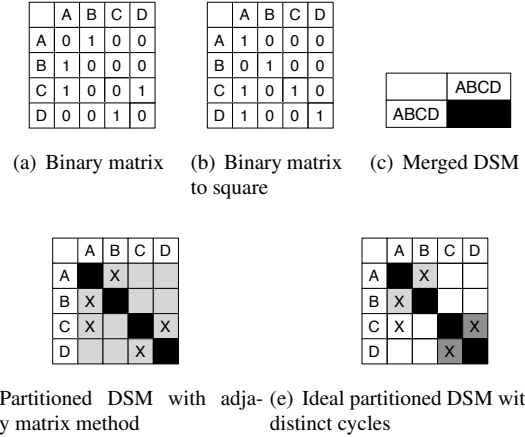 A B C D
A 0 1 0 0
B 1 0 0 0
C 1 0 0 1
D 0 0 1 0
(a) Binary matrix
A B C D
A 1 0 0 0
B 0 1 0 0
C 1 0 1 0
D 1 0 0 1
(b) Binary matrix
to square
ABCD
ABCD
(c) Merged DSM
A B C D
A X
B X
C X X
D X
Partitioned DSM with adja-
y matrix method
A B C D
A X
B X
C X X
D X
(e) Ideal partitioned DSM wit
distinct cycles